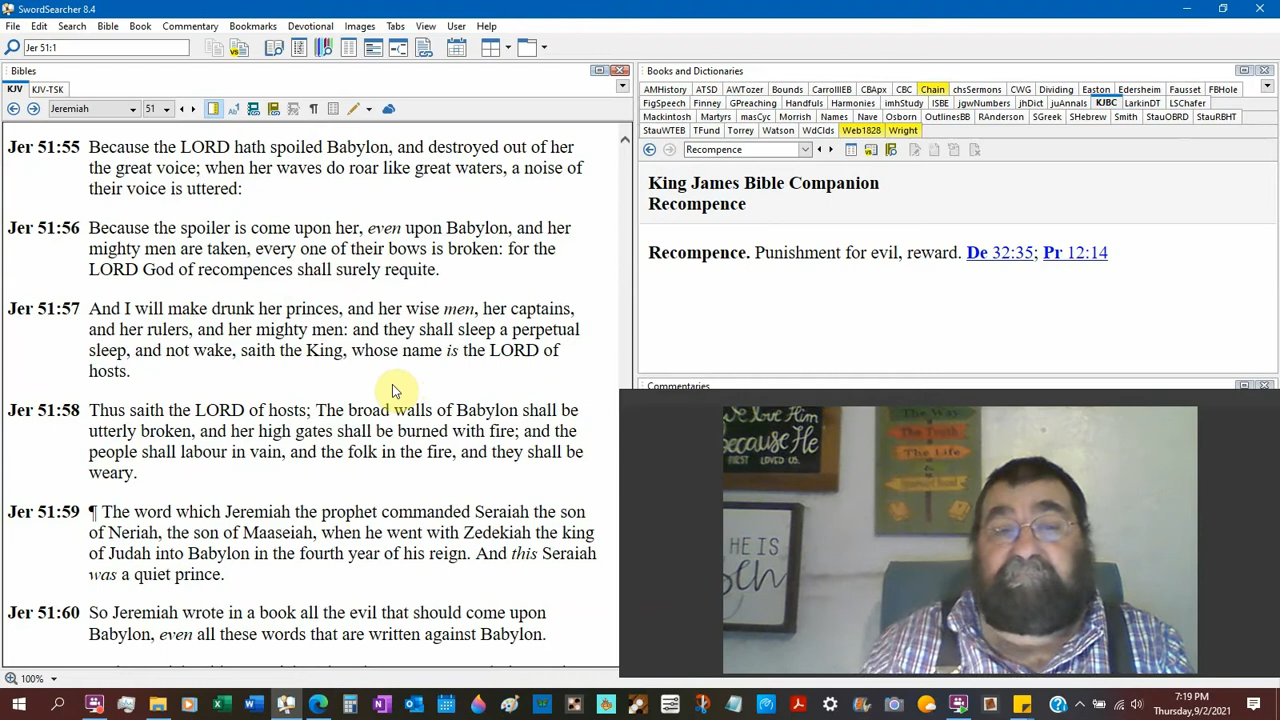 SwordSearcher 8.4
File Edit Search Bible Book Commentary Bookmarks Devotional Images Tabs View User Help
Jer 51:1
Bibles
KJV KJV-TSK
Jeremiah 51
Jer 51:55 Because the LORD hath spoiled Babylon, and destroyed out of her
the great voice; when her waves do roar like great waters, a noise of
their voice is uttered:
Jer 51:56 Because the spoiler is come upon her, even upon Babylon, and her
mighty men are taken, every one of their bows is broken: for the
LORD God of recompences shall surely requite.
Jer 51:57 And I will make drunk her princes, and her wise men, her captains,
and her rulers, and her mighty men: and they shall sleep a perpetual
sleep, and not wake, saith the King, whose name is the LORD of
hosts.
Jer 51:58 Thus saith the LORD of hosts; The broad walls of Babylon shall be
utterly broken, and her high gates shall be burned with fire; and the
people shall labour in vain, and the folk in the fire, and they shall be
weary.
Jer 51:59 ¶ The word which Jeremiah the prophet commanded Seraiah the son
of Neriah, the son of Maaseiah, when he went with Zedekiah the king
of Judah into Babylon in the fourth year of his reign. And this Seraiah
was a quiet prince.
Jer 51:60 So Jeremiah wrote in a book all the evil that should come upon
Babylon, even all these words that are written against Babylon.
100%
Books and Dictionaries
AMHistory ATSD AWTozer Bounds CarrollEIB CBApx CBC Chain chsSermons CWG Dividing Easton Edersheim Fausset FBHole
FigSpeech Finney GPreaching Handfuls Harmonies imhStudy ISBE jgwNumbers jhDict juAnnals KJBC LarkinDT LSChafer
Mackintosh Martyrs masCyc Morrish Names Nave Osborn OutlinesBB RAnderson SGreek SHebrew Smith StauOBRD StauRBHT
StauWTEB TFund Torrey Watson WdClds Web1828 Wright
Recompence
King James Bible Companion
Recompence
Recompence. Punishment for evil, reward. De 32:35; Pr 12:14
Commentaries
We love Him
because He
FIRST LOVED US.
The Way
The Truth
The Life
HE IS
7:19 PM
Thursday,9/2/2021